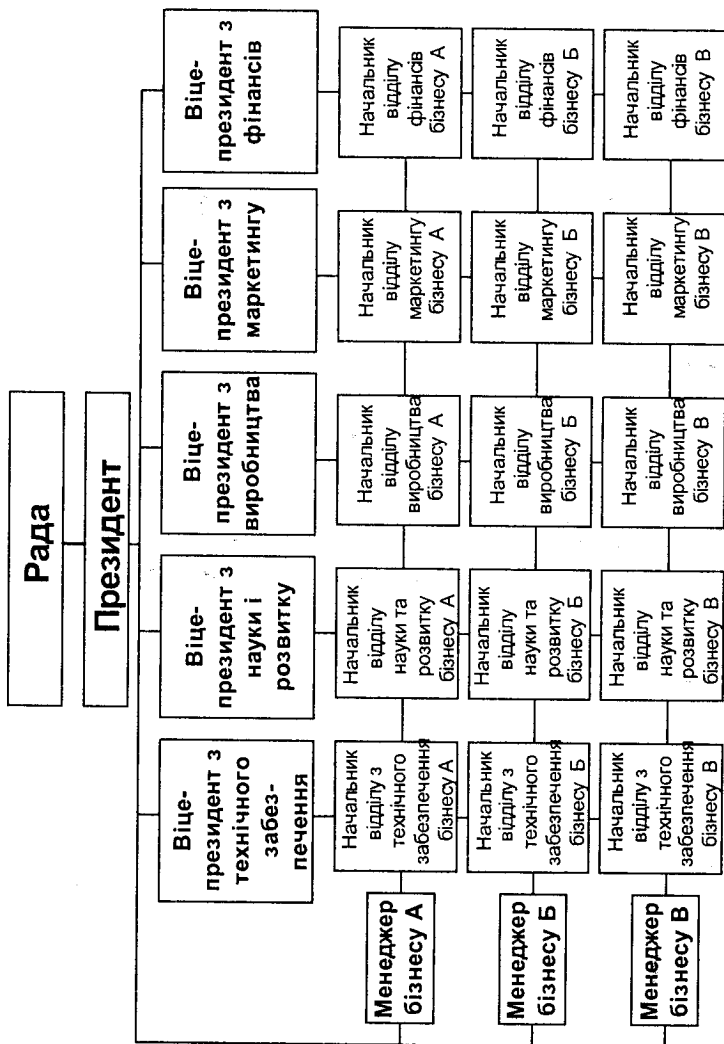 Рада
Президент
Віце-
президент з
технічного
забез-
печення
Віце-
президент з
науки і
розвитку
Віце-
президент з
виробництва
Віце-
президент з
маркетингу
Віце-
президент з
фінансів
Менеджер
бізнесу А
Начальник
відділу з
технічного
забезпечення
бізнесу А
Начальник
відділу
науки та
розвитку
бізнесу А
Начальник
відділу
виробництва
бізнесу А
Начальник
відділу
маркетингу
бізнесу А
Начальник
відділу
фінансів
бізнесу А
Менеджер
бізнесу Б
Начальник
відділу з
технічного
забезпечення
бізнесу Б
Начальник
відділу
науки та
розвитку
бізнесу Б
Начальник
відділу
виробництва
бізнесу Б
Начальник
відділу
маркетингу
бізнесу Б
Начальник
відділу
фінансів
бізнесу Б
Менеджер
бізнесу В
Начальник
відділу з
технічного
забезпечення
бізнесу В
Начальник
відділу
науки та
розвитку
бізнесу В
Начальник
відділу
виробництва
бізнесу В
Начальник
відділу
маркетингу
бізнесу В
Начальник
відділу
фінансів
бізнесу В